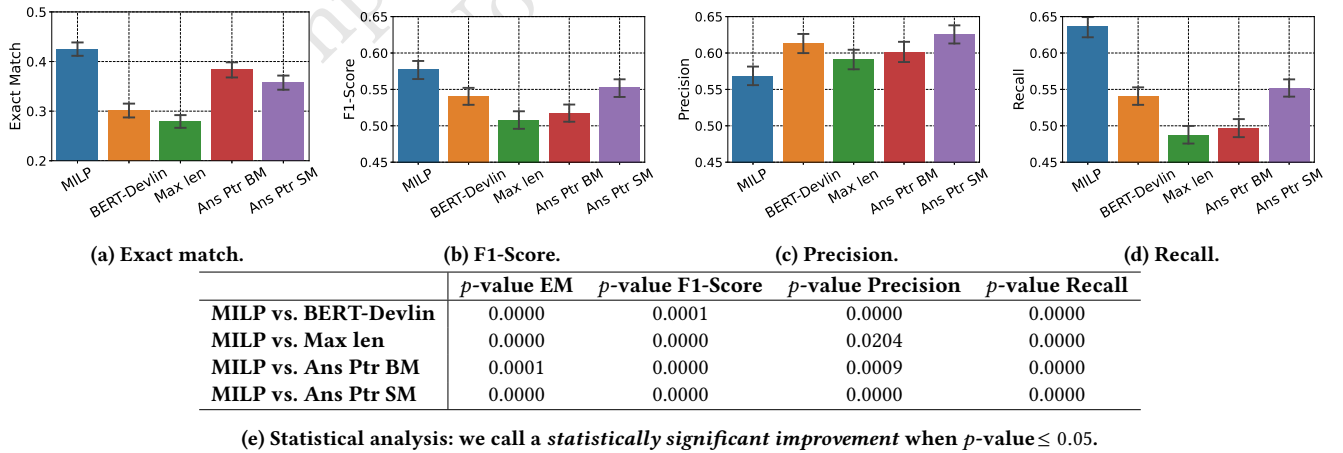 0.5
0.4
0.3
0.2
Exact Match
MILP
BERT-Devlin
Max len
Ans Ptr BM
Ans Ptr SM
0.65
0.60
0.55
0.50
0.45
F1-Score
MILP
BERT-Devlin
Max len
Ans Ptr BM
Ans Ptr SM
0.65
0.60
0.55
0.50
0.45
Precision
MILP
BERT-Devlin
Max len
Ans Ptr BM
Ans Ptr SM
0.65
0.60
0.55
0.50
0.45
Recall
MILP
BERT-Devlin
Max len
Ans Ptr BM
Ans Ptr SM
(a) Exact match. (b) F1-Score. (c) Precision. (d) Recall.
p-value EM p-value F1-Score p-value Precision p-value Recall
MILP vs. BERT-Devlin 0.0000 0.0001 0.0000 0.0000
MILP vs. Max len 0.0000 0.0000 0.0204 0.0000
MILP vs. Ans Ptr BM 0.0001 0.0000 0.0009 0.0000
MILP vs. Ans Ptr SM 0.0000 0.0000 0.0000 0.0000
(e) Statistical analysis: we call a statistically significant improvement when p-value ≤ 0.05.